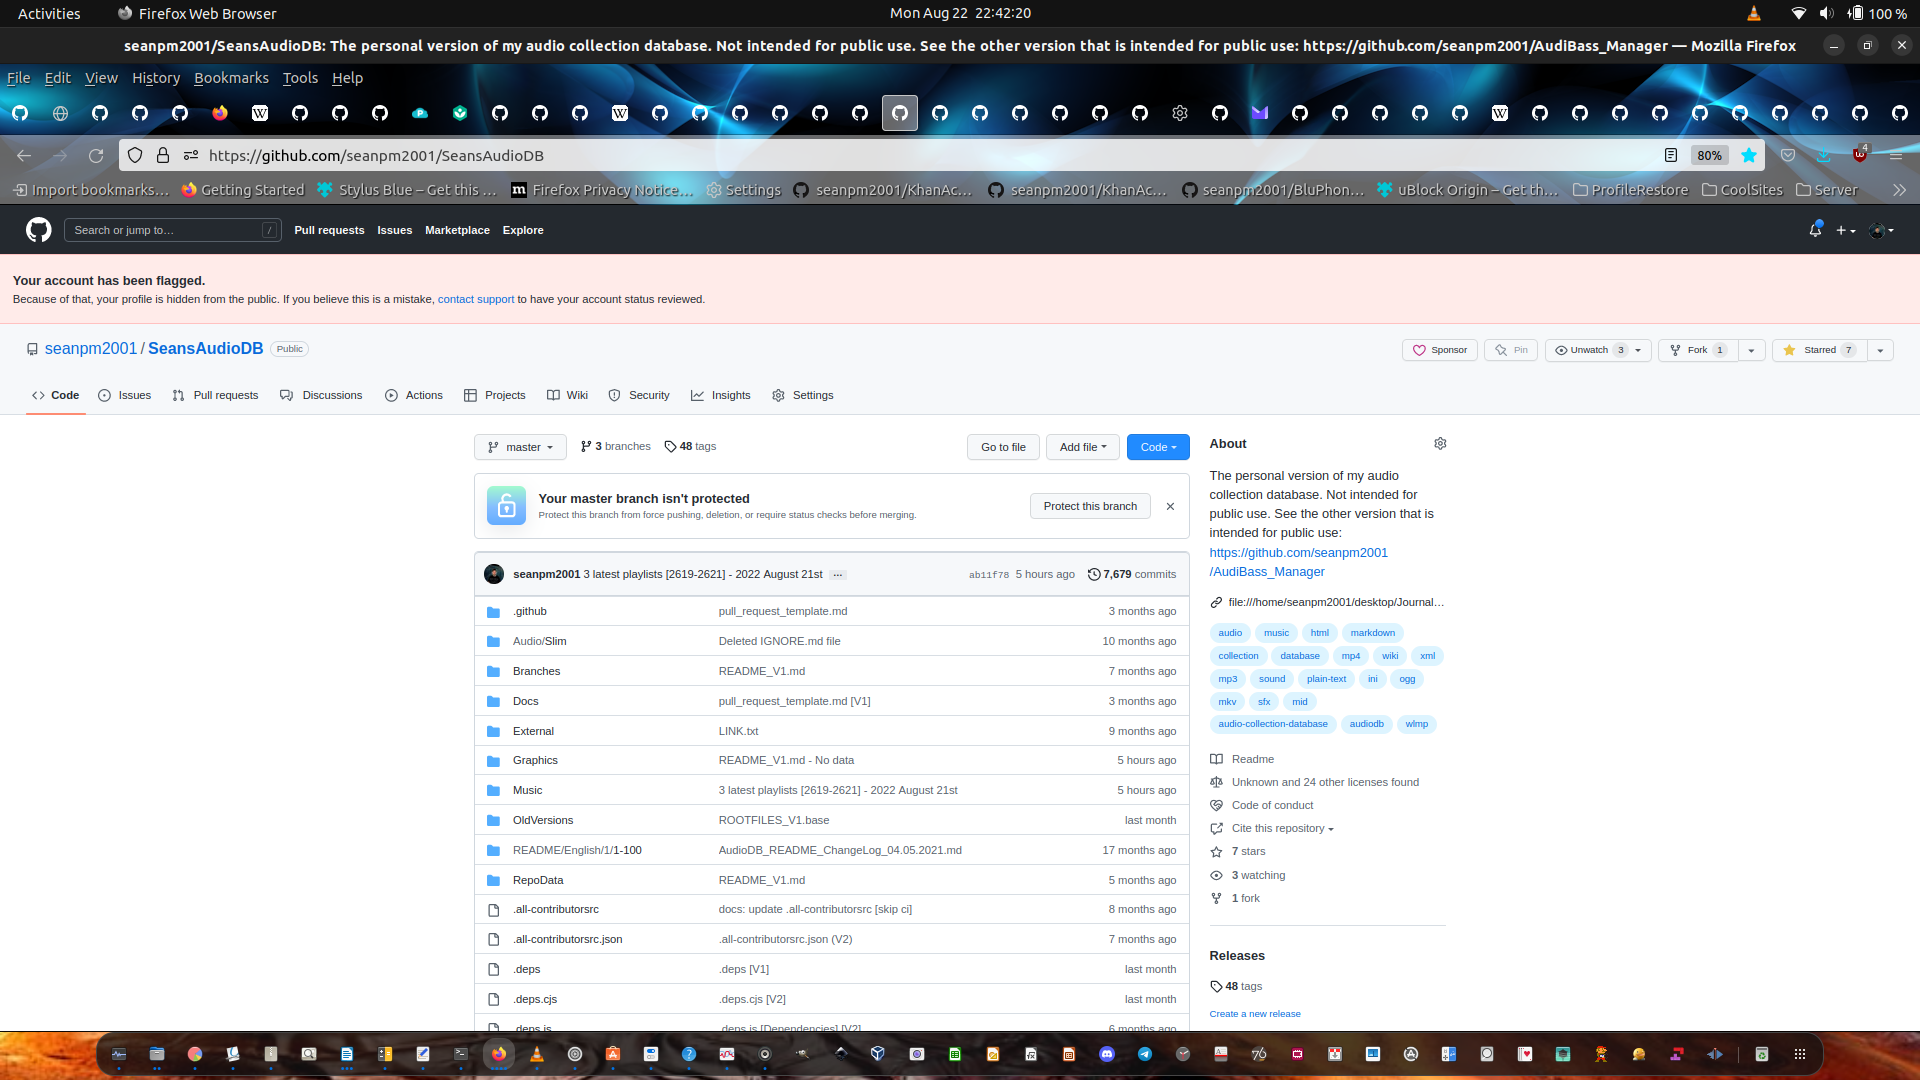 Activities
Firefox Web Browser
Mon Aug 22 22:42:20
100 %
seanpm2001/SeansAudioDB: The personal version of my audio collection database. Not intended for public use. See the other version that is intended for public use: https://github.com/seanpm2001/AudiBass_Manager — Mozilla Firefox
File Edit View History Bookmarks Tools Help
https://github.com/seanpm2001/SeansAudioDB
80%
4
Import bookmarks…
Getting Started
Stylus Blue – Get this …
Firefox Privacy Notice…
Settings
seanpm2001/KhanAc…
seanpm2001/KhanAc…
seanpm2001/BluPhon…
uBlock Origin – Get th…
ProfileRestore
CoolSites
Server
Search or jump to…
/
Pull requests Issues Marketplace Explore
Your account has been flagged.
Because of that, your profile is hidden from the public. If you believe this is a mistake, contact support to have your account status reviewed.
seanpm2001 / SeansAudioDB Public
Sponsor
Pin
Unwatch 3
Fork 1
Starred 7
Code
Issues
Pull requests
Discussions
Actions
Projects
Wiki
Security
Insights
Settings
master
3 branches
48 tags
Go to file
Add file
Code
Your master branch isn't protected
Protect this branch from force pushing, deletion, or require status checks before merging.
Protect this branch
seanpm2001 3 latest playlists [2619-2621] - 2022 August 21st …
ab11f78 5 hours ago
7,679 commits
.github pull_request_template.md 3 months ago
Audio/Slim Deleted IGNORE.md file 10 months ago
Branches README_V1.md 7 months ago
Docs pull_request_template.md [V1] 3 months ago
External LINK.txt 9 months ago
Graphics README_V1.md - No data 5 hours ago
Music 3 latest playlists [2619-2621] - 2022 August 21st 5 hours ago
OldVersions ROOTFILES_V1.base last month
README/English/1/1-100 AudioDB_README_ChangeLog_04.05.2021.md 17 months ago
RepoData README_V1.md 5 months ago
.all-contributorsrc docs: update .all-contributorsrc [skip ci] 8 months ago
.all-contributorsrc.json .all-contributorsrc.json (V2) 7 months ago
.deps .deps [V1] last month
.deps.cjs .deps.cjs [V2] last month
.deps.js .deps.js [Dependencies] [V2] 6 months ago
About
The personal version of my audio
collection database. Not intended for
public use. See the other version that is
intended for public use:
https://github.com/seanpm2001
/AudiBass_Manager
file:///home/seanpm2001/desktop/Journal…
audio music html markdown
collection database mp4 wiki xml
mp3 sound plain-text ini ogg
mkv sfx mid
audio-collection-database audiodb wlmp
Readme
Unknown and 24 other licenses found
Code of conduct
Cite this repository
7 stars
3 watching
1 fork
Releases
48 tags
Create a new release